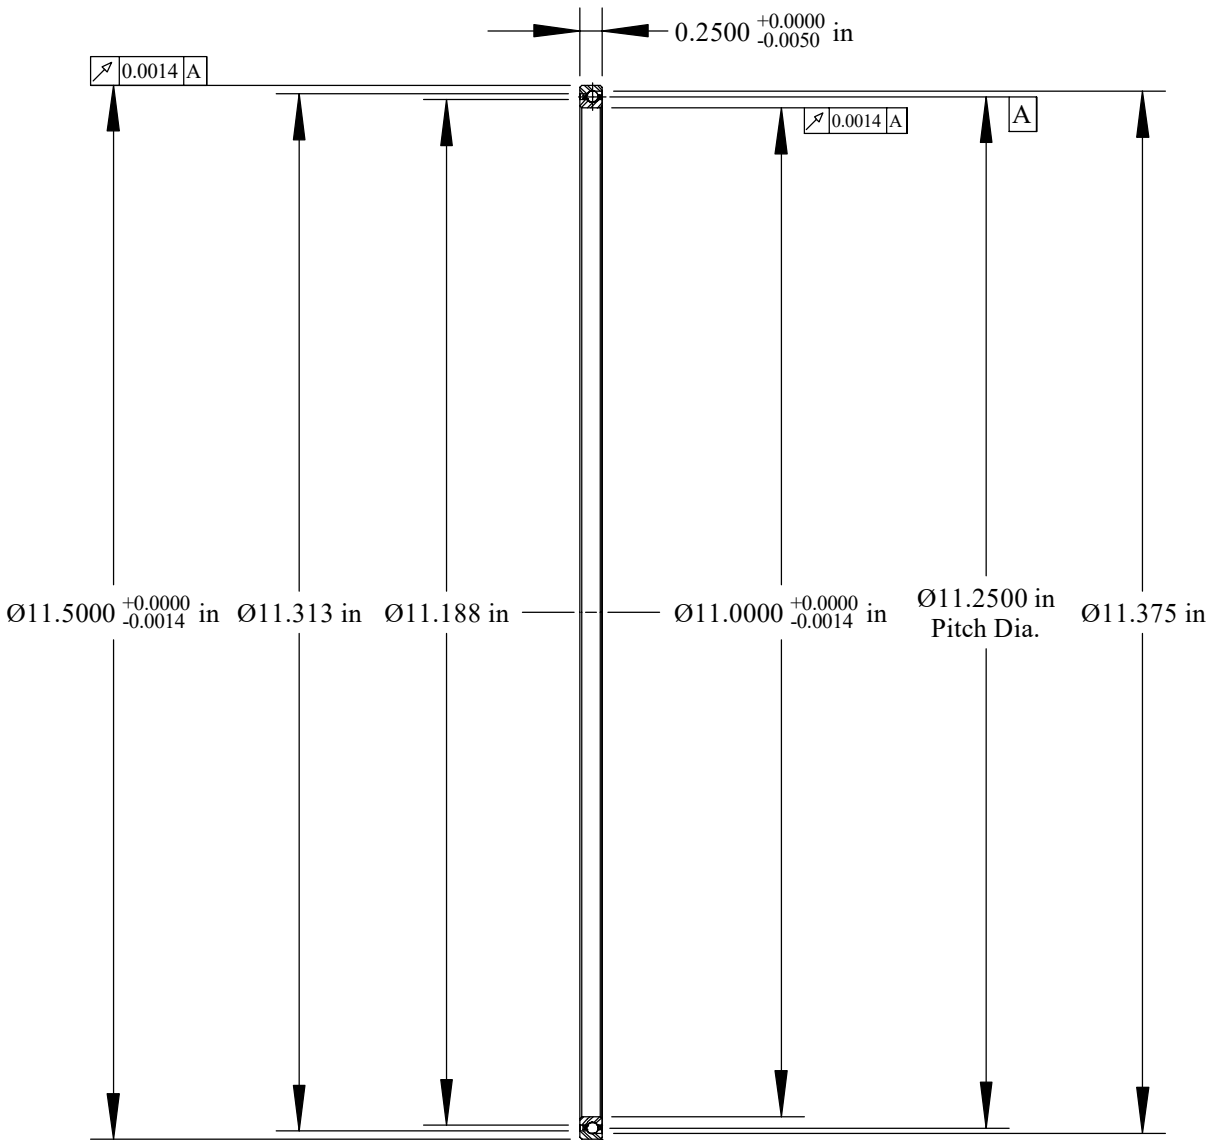 0.2500 +0.0000 -0.0050 in
0.0014 A
0.0014 A
A
Ø11.5000 +0.0000 -0.0014 in
Ø11.313 in
Ø11.188 in
Ø11.0000 +0.0000 -0.0014 in
Ø11.2500 in
Pitch Dia.
Ø11.375 in